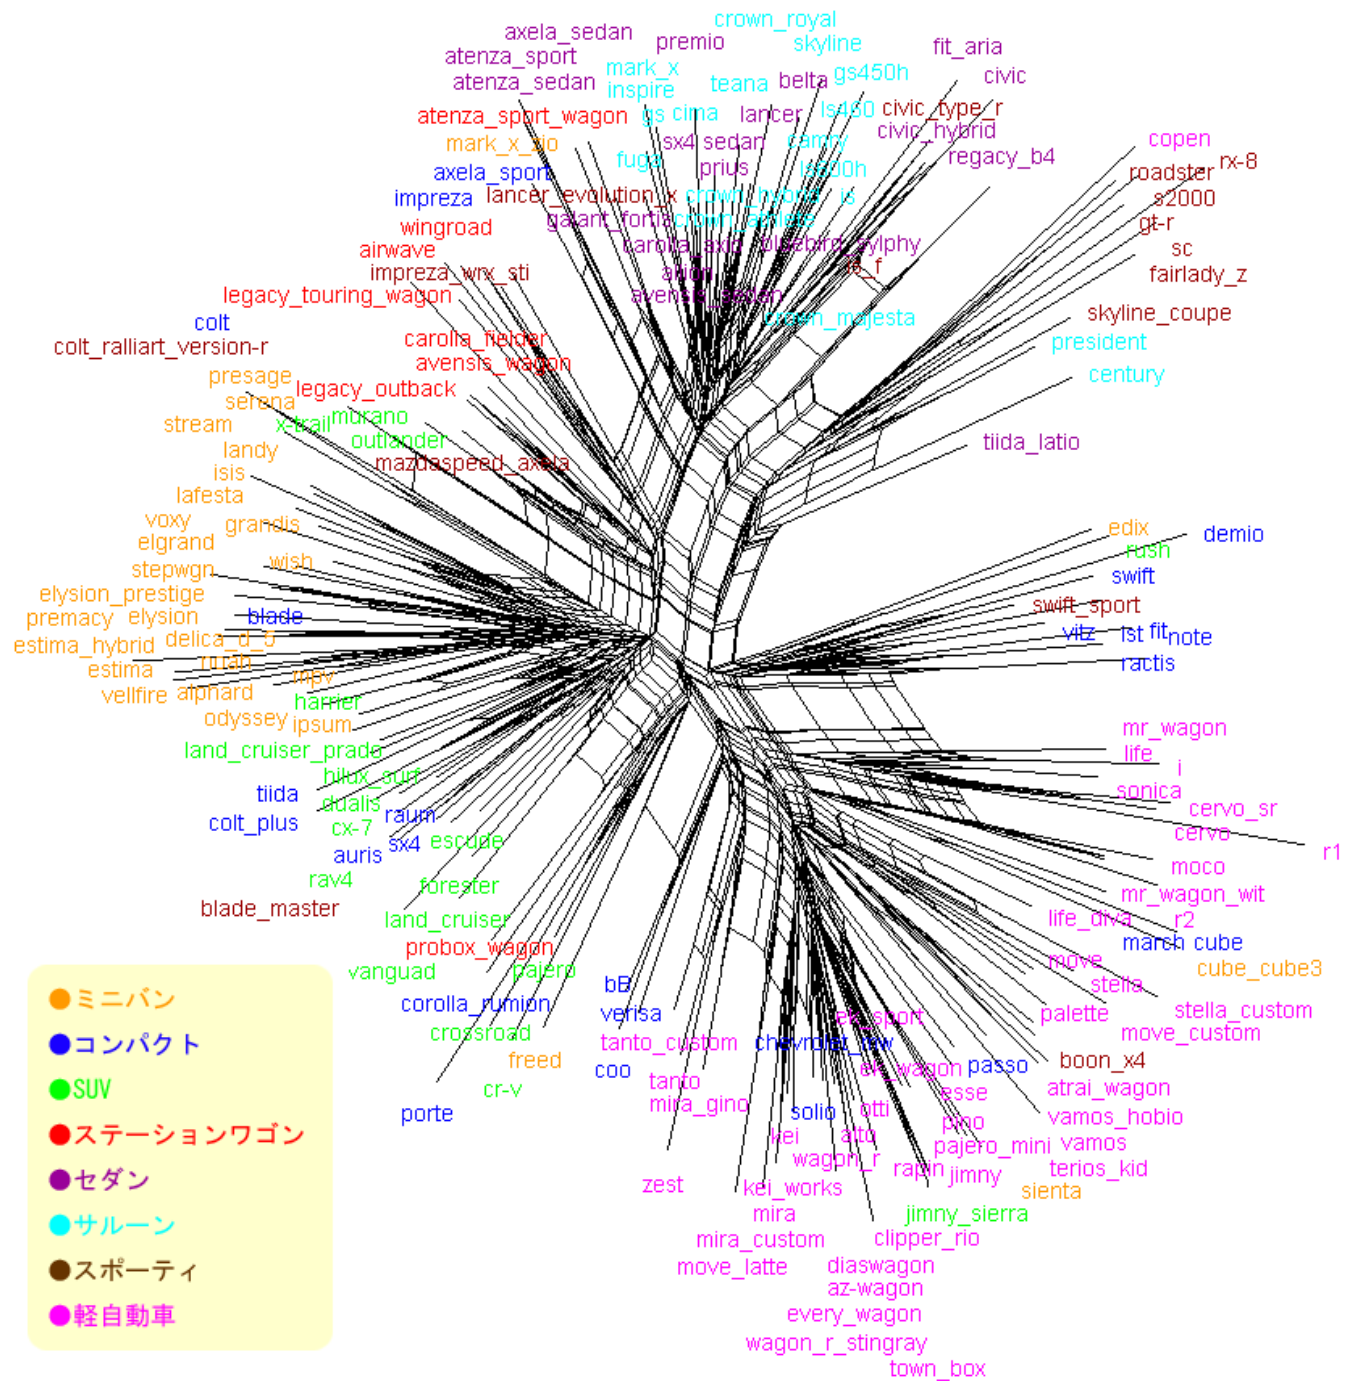 crown_royal
axela_sedan
premio
skyline
fit_aria
atenza_sport
mark_x
teana
belta
gs450h
civic
atenza_sedan
inspire
atenza_sport_wagon
gs
cima
lancer
ls460
civic_type_r
mark_x_zio
sx4 sedan
camry
civic_hybrid
copen
fuga
prius
ls600h
regacy_b4
rx-8
axela_sport
roadster
impreza
lancer_evolution_x
crown_hybrid
is
s2000
wingroad
galant_fortis
crown_athlete
gt-r
airwave
carolla_axio
bluebird_sylphy
sc
impreza_wrx_sti
allion
is_f
fairlady_z
legacy_touring_wagon
avensis_sedan
colt
crown_majesta
skyline_coupe
colt_ralliart_version-r
carolla_fielder
president
avensis_wagon
presage
legacy_outback
century
serena
stream
x-trail
murano
outlander
tiida_latio
landy
mazdaspeed_axela
isis
lafesta
voxy
grandis
edix
demio
elgrand
rush
stepwgn
wish
swift
elysion_prestige
swift_sport
premacy
elysion
blade
vitz
ist
fit
note
estima_hybrid
delica_d_5
estima
mpv
ractis
vellfire
alphard
harrier
odyssey
ipsum
mr_wagon
land_cruiser_prado
life
i
hilux_surf
sonica
tiida
dualis
cervo_sr
colt_plus
cx-7
raum
cervo
auris
sx4
escude
r1
rav4
forester
moco
blade_master
land_cruiser
mr_wagon_wit
probox_wagon
life_diva
r2
vanguad
pajero
march
cube
bB
move
cube_cube3
corolla_rumion
verisa
stella
crossroad
ek_sport
palette
stella_custom
freed
tanto_custom
chevrolet_mw
move_custom
coo
ek_wagon
passo
boon_x4
cr-v
tanto
esse
atrai_wagon
porte
mira_gino
solio
otti
pino
vamos_hobio
kei
alto
pajero_mini
vamos
wagon_r
rapin
jimny
terios_kid
zest
kei_works
sienta
mira
jimny_sierra
mira_custom
clipper_rio
move_latte
diaswagon
az-wagon
every_wagon
wagon_r_stingray
town_box
ミニバン
コンパクト
SUV
ステーションワゴン
セダン
サルーン
スポーティ
軽自動車